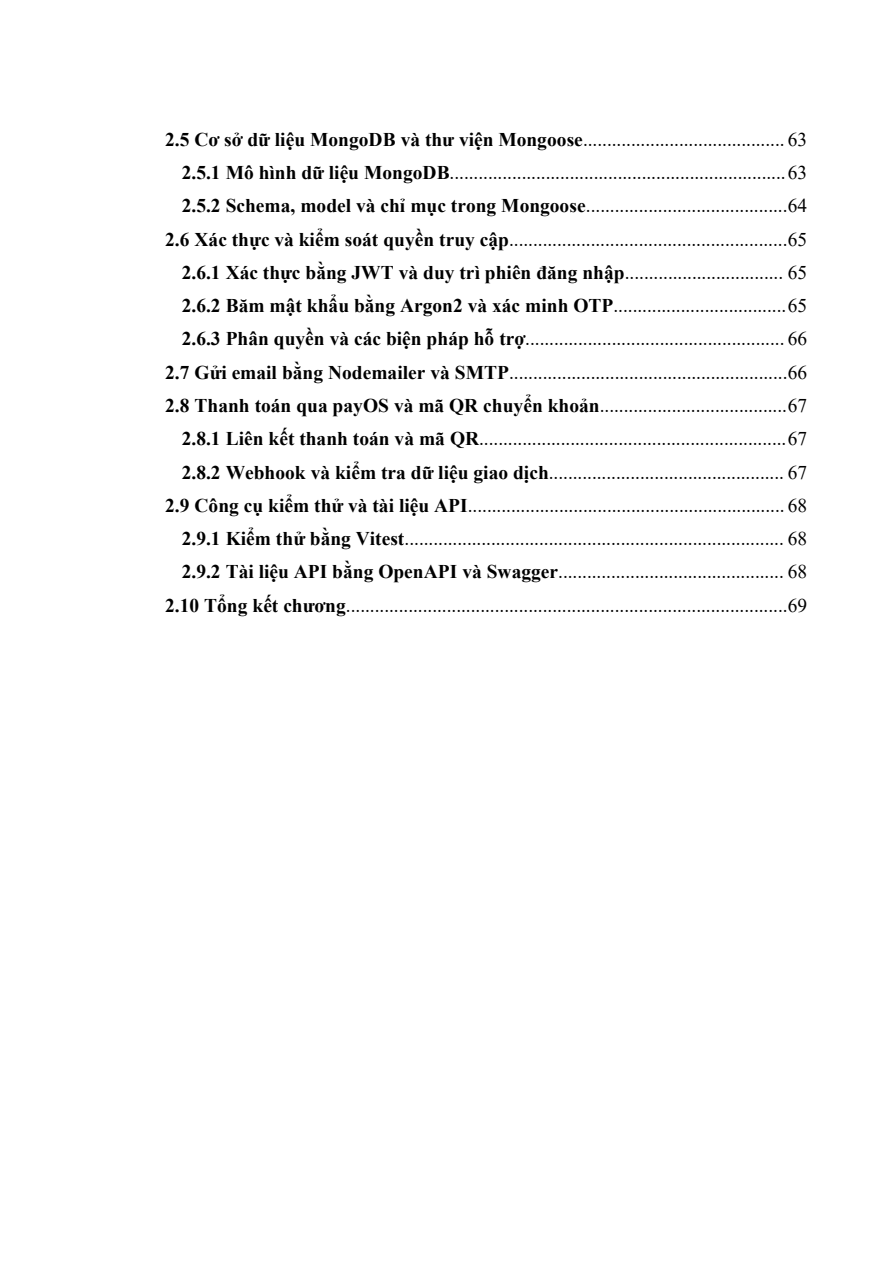 2.5 Cơ sở dữ liệu MongoDB và thư viện Mongoose............................................ 63
2.5.1 Mô hình dữ liệu MongoDB.........................................................................63
2.5.2 Schema, model và chỉ mục trong Mongoose............................................64
2.6 Xác thực và kiểm soát quyền truy cập............................................................65
2.6.1 Xác thực bằng JWT và duy trì phiên đăng nhập.................................. 65
2.6.2 Băm mật khẩu bằng Argon2 và xác minh OTP.....................................65
2.6.3 Phân quyền và các biện pháp hỗ trợ........................................................ 66
2.7 Gửi email bằng Nodemailer và SMTP............................................................66
2.8 Thanh toán qua payOS và mã QR chuyển khoản.........................................67
2.8.1 Liên kết thanh toán và mã QR...................................................................67
2.8.2 Webhook và kiểm tra dữ liệu giao dịch................................................... 67
2.9 Công cụ kiểm thử và tài liệu API..................................................................... 68
2.9.1 Kiểm thử bằng Vitest................................................................................... 68
2.9.2 Tài liệu API bằng OpenAPI và Swagger................................................. 68
2.10 Tổng kết chương................................................................................................69